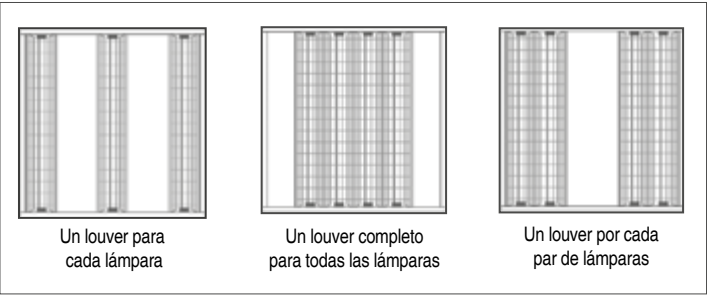 Un louver para
cada lámpara
Un louver completo
para todas las lámparas
Un louver por cada
par de lámparas